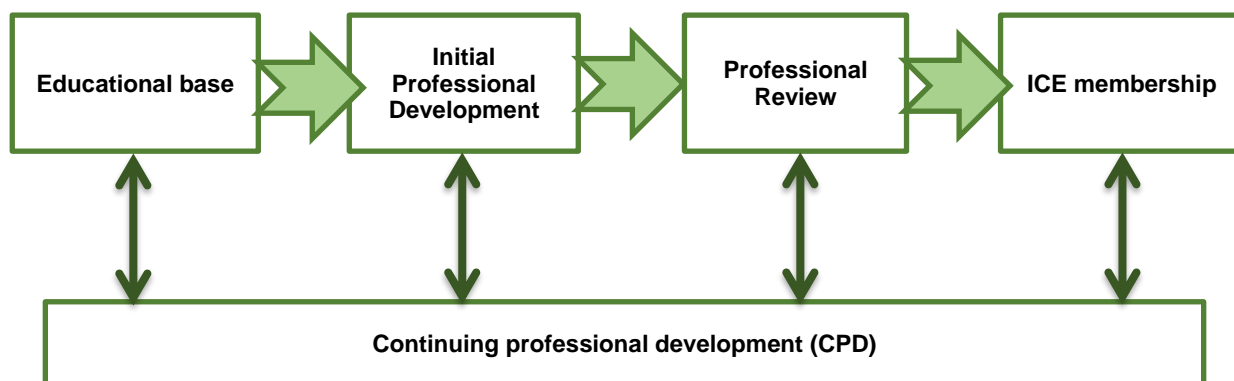 Educational base
Initial
Professional
Development
Professional
Review
ICE membership
Continuing professional development (CPD)